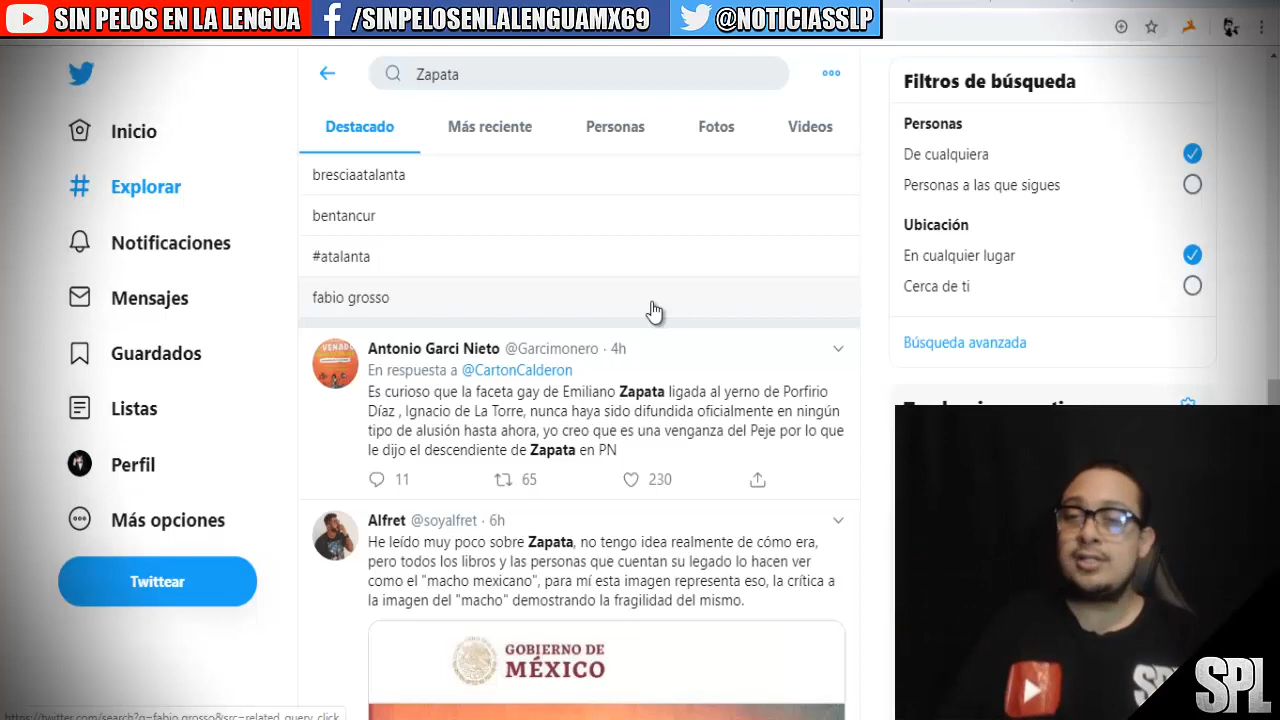 SIN PELOS EN LA LENGUA /SINPELOSENLALENGUAMX69 @NOTICIASSLP
Zapata
Destacado Más reciente Personas Fotos Videos
Inicio
Explorar
Notificaciones
Mensajes
Guardados
Listas
Perfil
Más opciones
Twittear
bresciaatalanta
bentancur
#atalanta
fabio grosso
Antonio Garci Nieto @Garcimonero · 4h
En respuesta a @CartonCalderon
Es curioso que la faceta gay de Emiliano Zapata ligada al yerno de Porfirio
Díaz , Ignacio de La Torre, nunca haya sido difundida oficialmente en ningún
tipo de alusión hasta ahora, yo creo que es una venganza del Peje por lo que
le dijo el descendiente de Zapata en PN
11 65 230
Alfret @soyalfret · 6h
He leído muy poco sobre Zapata, no tengo idea realmente de cómo era,
pero todos los libros y las personas que cuentan su legado lo hacen ver
como el "macho mexicano", para mí esta imagen representa eso, la crítica a
la imagen del "macho" demostrando la fragilidad del mismo.
GOBIERNO DE
MÉXICO
Filtros de búsqueda
Personas
De cualquiera
Personas a las que sigues
Ubicación
En cualquier lugar
Cerca de ti
Búsqueda avanzada
SPL
https://twitter.com/search?q=fabio grosso&src=related_query_click